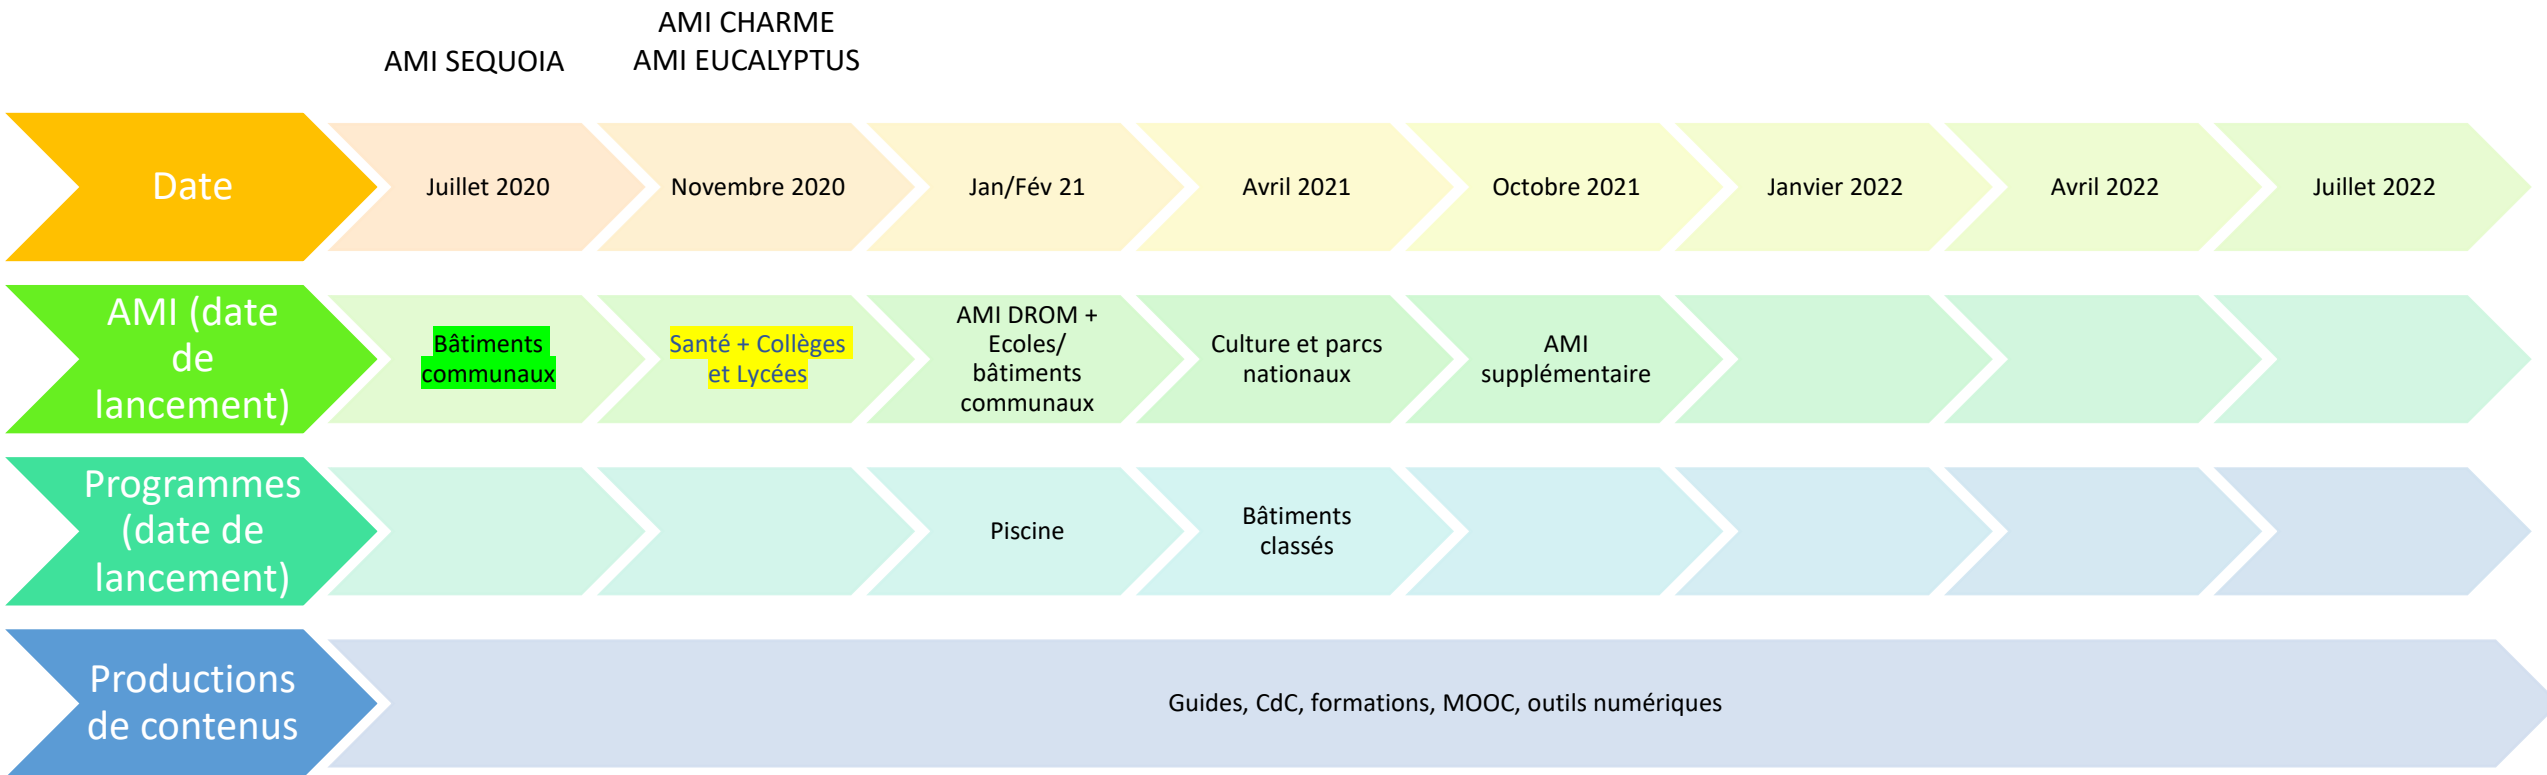 AMI SEQUOIA
AMI CHARME
AMI EUCALYPTUS
Date
Juillet 2020
Novembre 2020
Jan/Fév 21
Avril 2021
Octobre 2021
Janvier 2022
Avril 2022
Juillet 2022
AMI (date
de
lancement)
Bâtiments
communaux
Santé + Collèges
et Lycées
AMI DROM +
Ecoles/
bâtiments
communaux
Culture et parcs
nationaux
AMI
supplémentaire
Programmes
(date de
lancement)
Piscine
Bâtiments
classés
Productions
de contenus
Guides, CdC, formations, MOOC, outils numériques